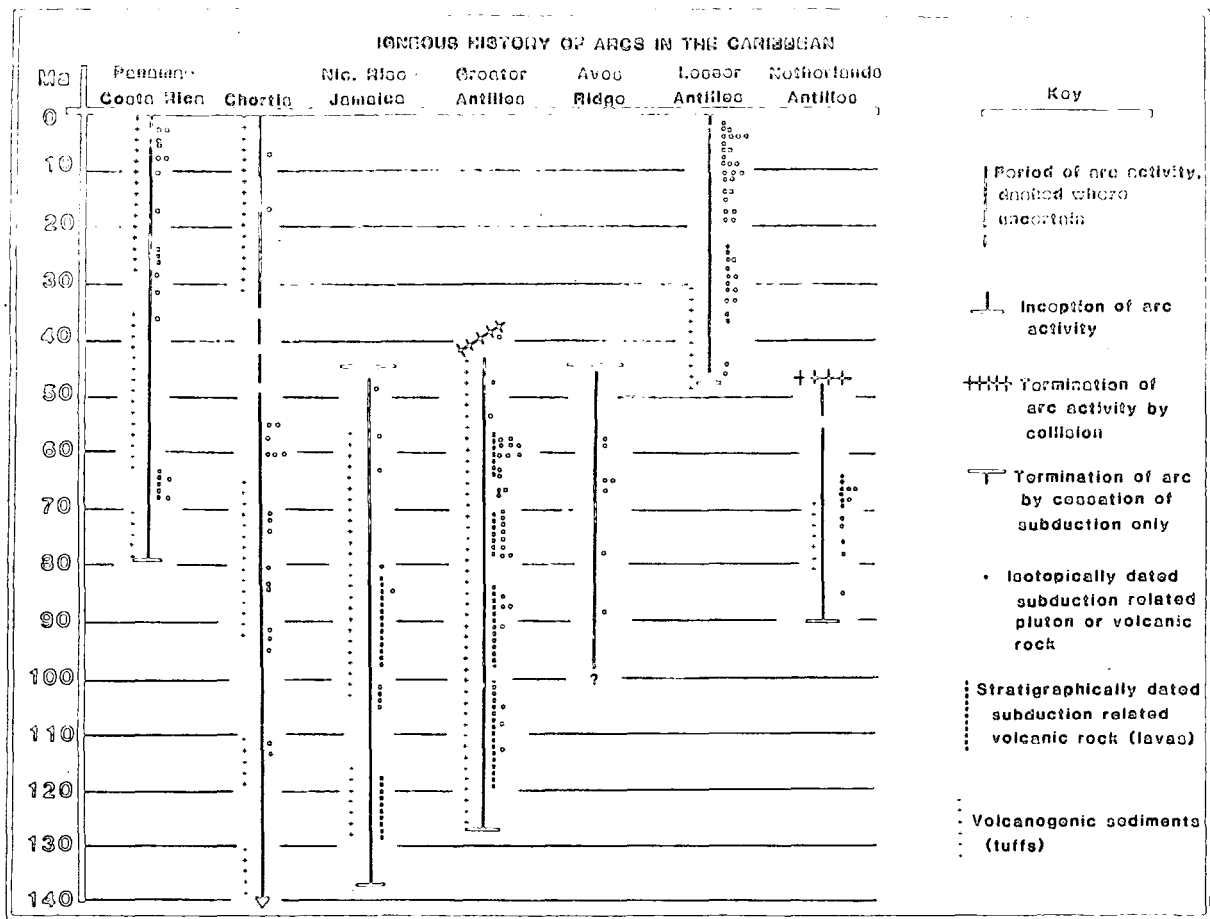 IGNEOUS HISTORY OF ARCS IN THE CARIBBEAN
Ma
Panama-
Costa Rica
Chortis
Nic. Rise
Jamaica
Greater
Antilles
Aves
Ridge
Lesser
Antilles
Netherlands
Antilles
0
10
20
30
40
50
60
70
80
90
100
110
120
130
140
?
Key
Period of arc activity,
dashed where
uncertain
Inception of arc
activity
Termination of
arc activity by
collision
Termination of arc
by cessation of
subduction only
Isotopically dated
subduction related
pluton or volcanic
rock
Stratigraphically dated
subduction related
volcanic rock (lavas)
Volcanogenic sediments
(tuffs)